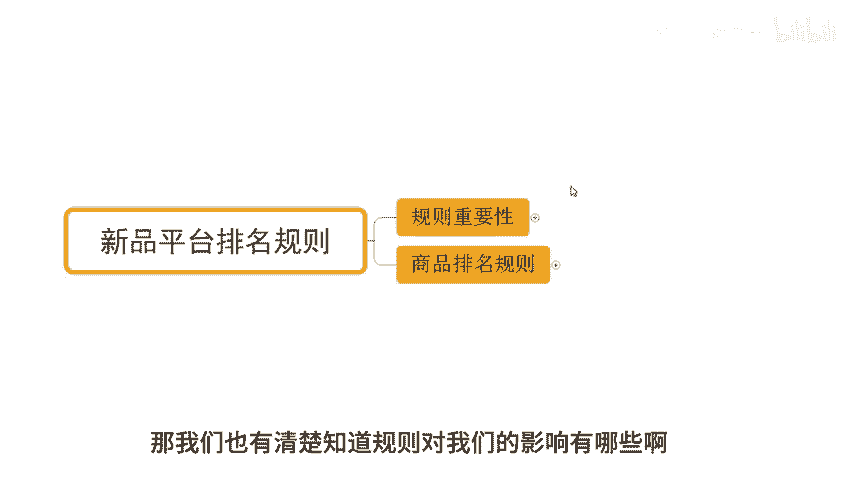 bilibili
新品平台排名规则
规则重要性
商品排名规则
那我们也有清楚知道规则对我们的影响有哪些啊